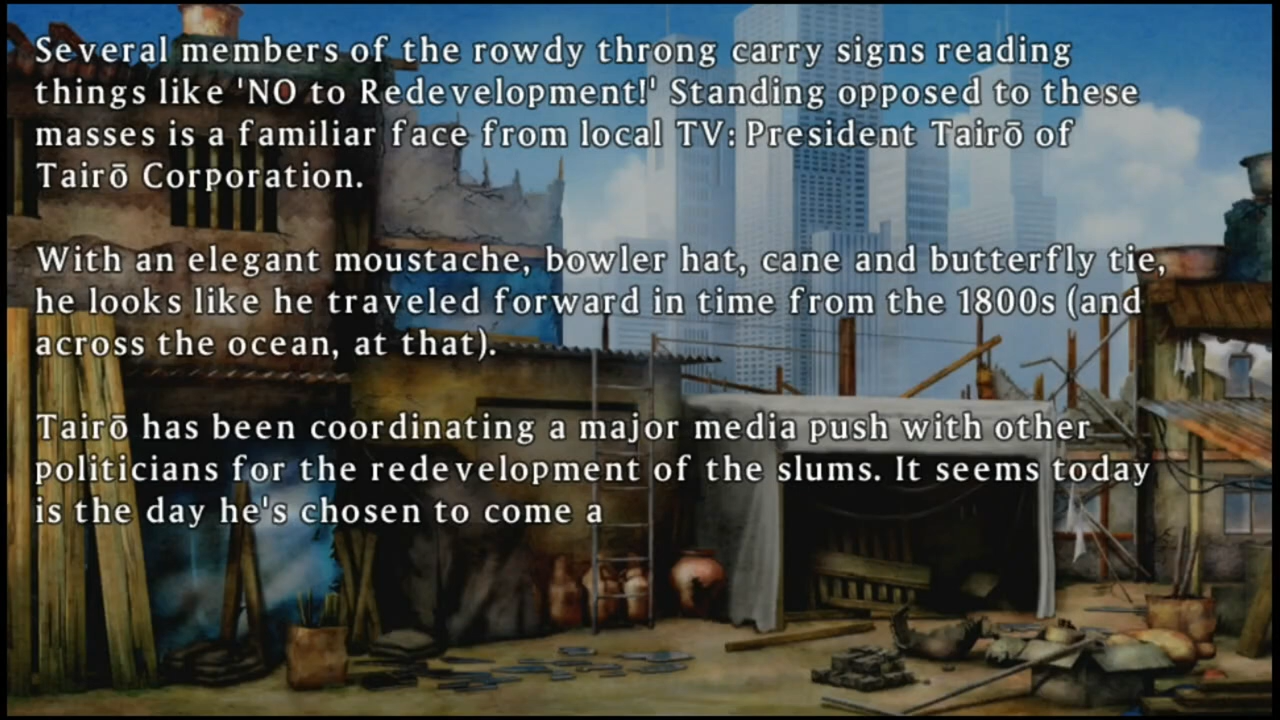 Several members of the rowdy throng carry signs reading
things like 'NO to Redevelopment!' Standing opposed to these
masses is a familiar face from local TV: President Tairō of
Tairō Corporation.
With an elegant moustache, bowler hat, cane and butterfly tie,
he looks like he traveled forward in time from the 1800s (and
across the ocean, at that).
Tairō has been coordinating a major media push with other
politicians for the redevelopment of the slums. It seems today
is the day he's chosen to come a